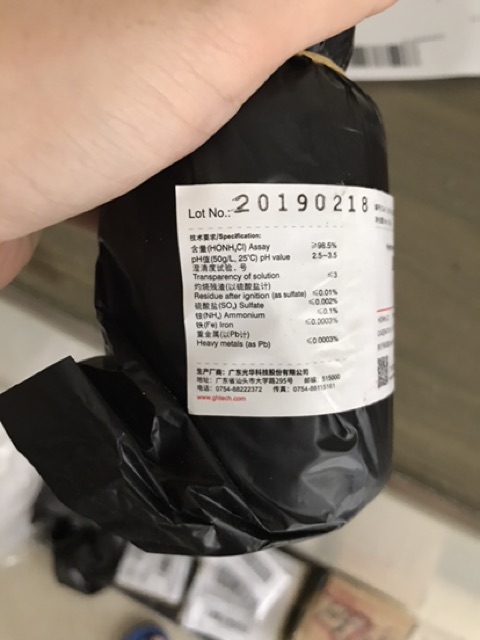 Lot No.: 20190218
技术要求/Specification:
含量(HONH₃Cl) Assay ≥98.5%
pH值(50g/L, 25℃) pH value 2.5~3.5
澄清度试验, 号
Transparency of solution ≤3
灼烧残渣(以硫酸盐计)
Residue after ignition (as sulfate) ≤0.01%
硫酸盐(SO₄) Sulfate ≤0.002%
铵(NH₄) Ammonium ≤0.1%
铁(Fe) Iron ≤0.0003%
重金属(以Pb计)
Heavy metals (as Pb) ≤0.0003%
生产厂商: 广东光华科技股份有限公司
地址: 广东省汕头市大学路295号 邮编: 515000
电话: 0754-88222372 传真: 0754-88115161
www.ghtech.com